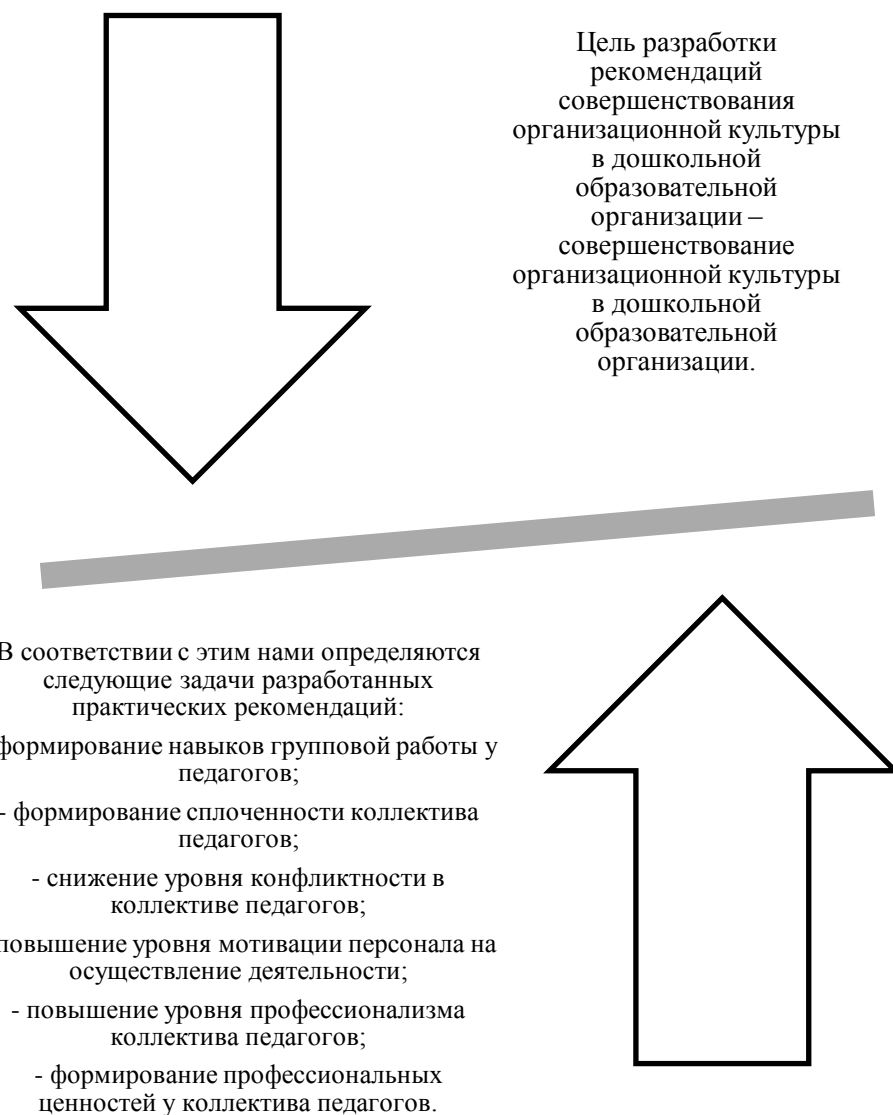 Цель разработки
рекомендаций
совершенствования
организационной культуры
в дошкольной
образовательной
организации –
совершенствование
организационной культуры
в дошкольной
образовательной
организации.
В соответствии с этим нами определяются
следующие задачи разработанных
практических рекомендаций:
формирование навыков групповой работы у
педагогов;
- формирование сплоченности коллектива
педагогов;
- снижение уровня конфликтности в
коллективе педагогов;
повышение уровня мотивации персонала на
осуществление деятельности;
- повышение уровня профессионализма
коллектива педагогов;
- формирование профессиональных
ценностей у коллектива педагогов.